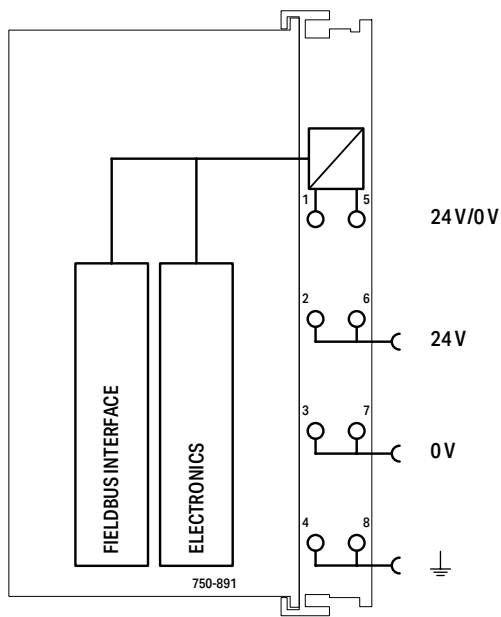 1
5
24 V/0 V
2
6
24 V
3
7
0 V
FIELDBUS INTERFACE
ELECTRONICS
4
8
750-891